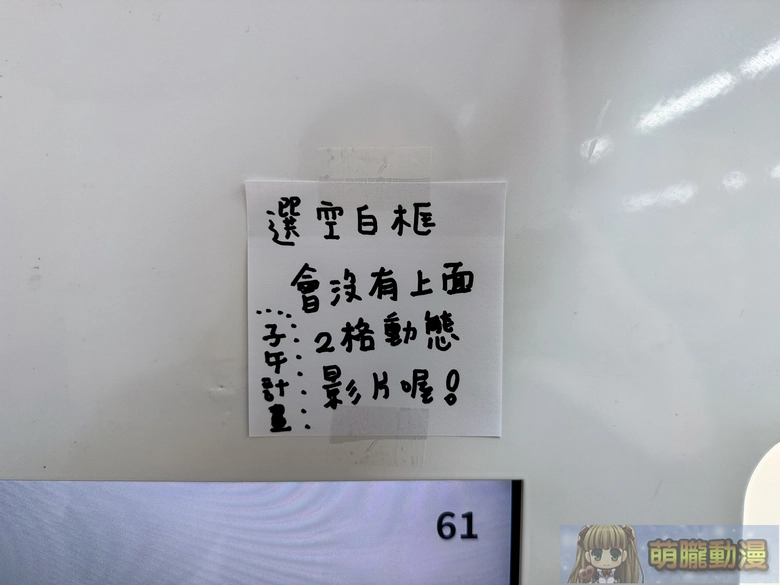 選空白框
會沒有上面
2格動態
影片喔!
子午計畫
61
萌朧動漫